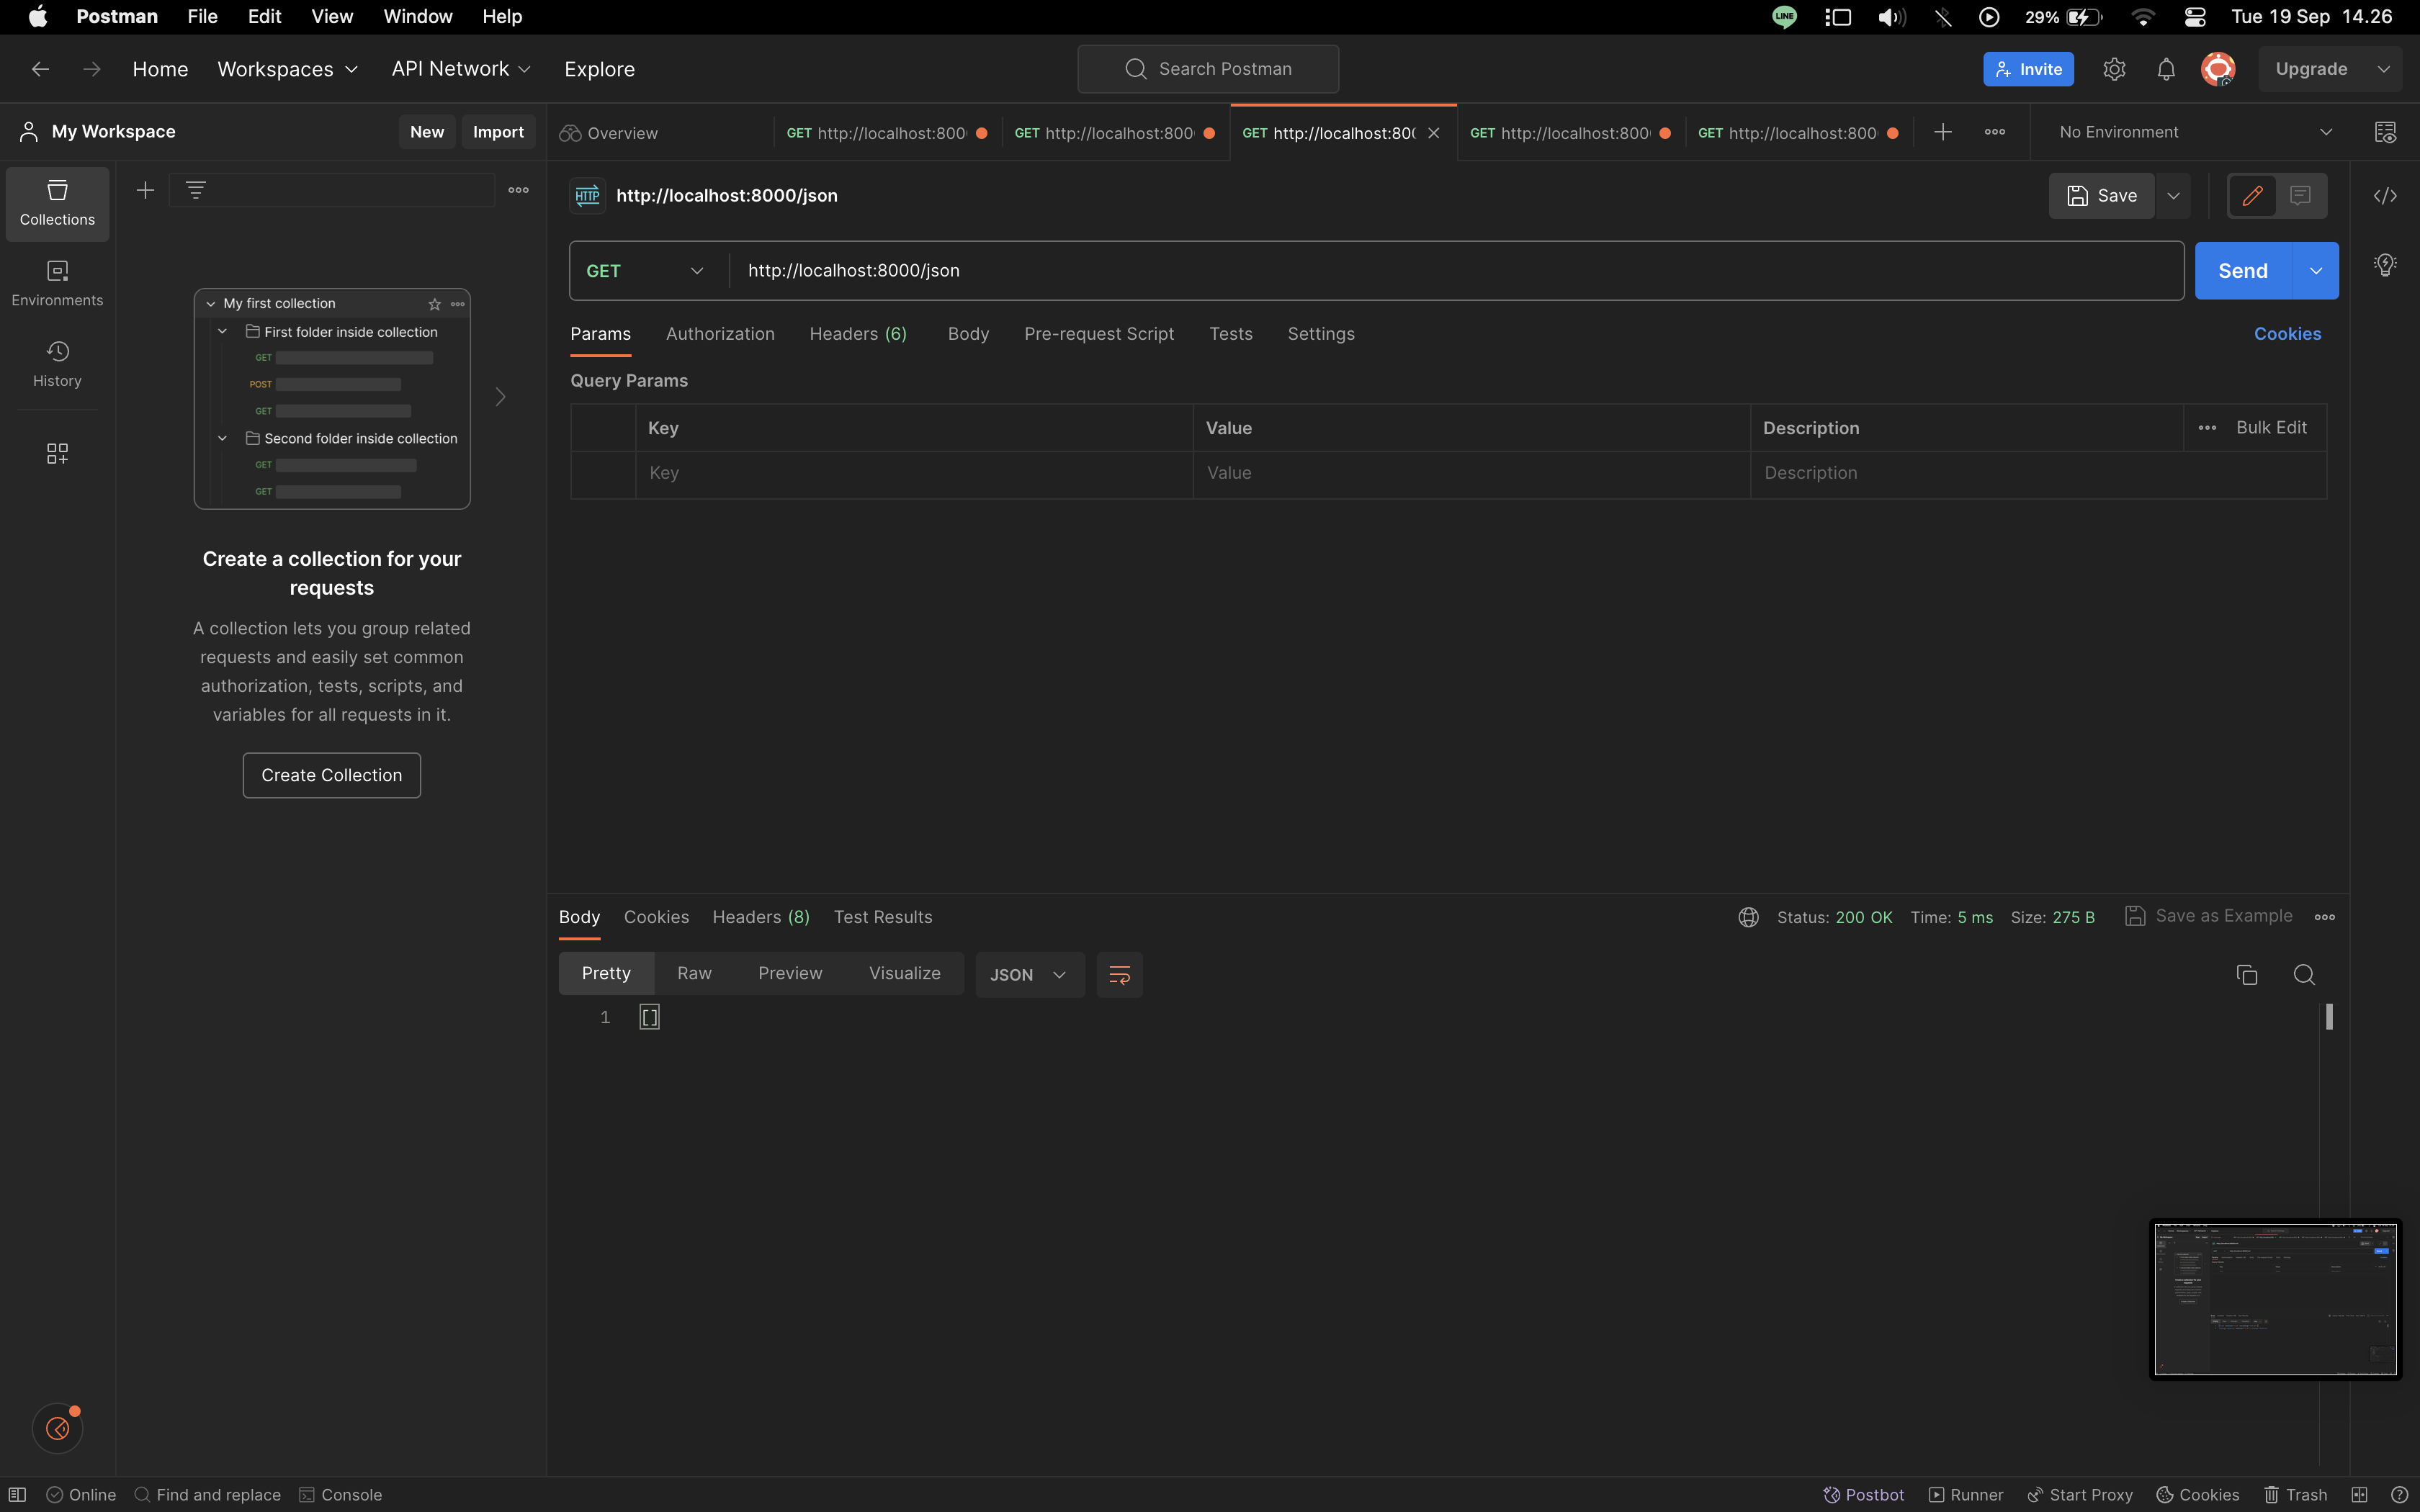 Postman File Edit View Window Help
LINE 29% Tue 19 Sep 14.26
Home Workspaces API Network Explore
Search Postman
Invite Upgrade
My Workspace New Import
Overview GET http://localhost:800 GET http://localhost:800 GET http://localhost:80 GET http://localhost:800 GET http://localhost:800 No Environment
Collections
Environments
History
My first collection
First folder inside collection
GET
POST
GET
Second folder inside collection
GET
GET
Create a collection for your
requests
A collection lets you group related
requests and easily set common
authorization, tests, scripts, and
variables for all requests in it.
Create Collection
HTTP http://localhost:8000/json Save
GET http://localhost:8000/json Send
Params Authorization Headers (6) Body Pre-request Script Tests Settings Cookies
Query Params
Key Value Description Bulk Edit
Key Value Description
Body Cookies Headers (8) Test Results Status: 200 OK Time: 5 ms Size: 275 B Save as Example
Pretty Raw Preview Visualize JSON
1 []
Online Find and replace Console Postbot Runner Start Proxy Cookies Trash